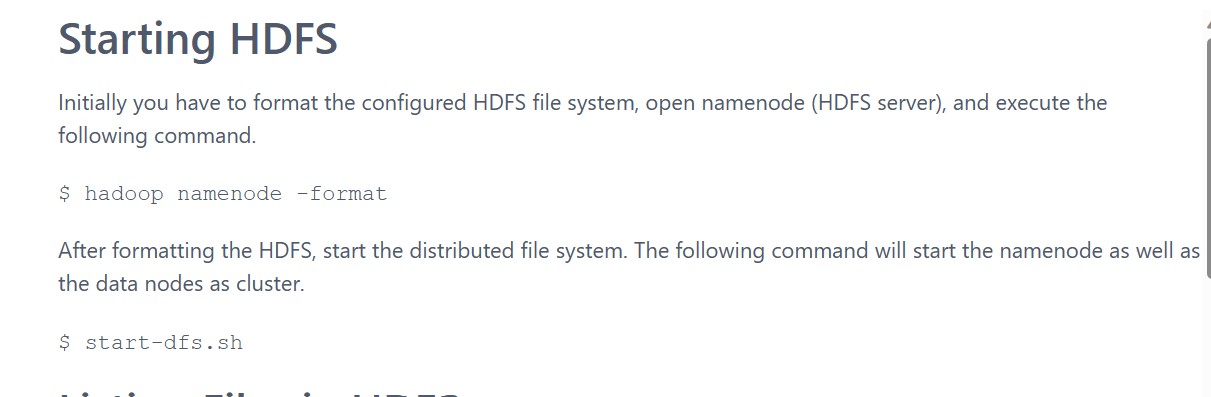 Starting HDFS
Initially you have to format the configured HDFS file system, open namenode (HDFS server), and execute the
following command.
$ hadoop namenode -format
After formatting the HDFS, start the distributed file system. The following command will start the namenode as well as
the data nodes as cluster.
$ start-dfs.sh